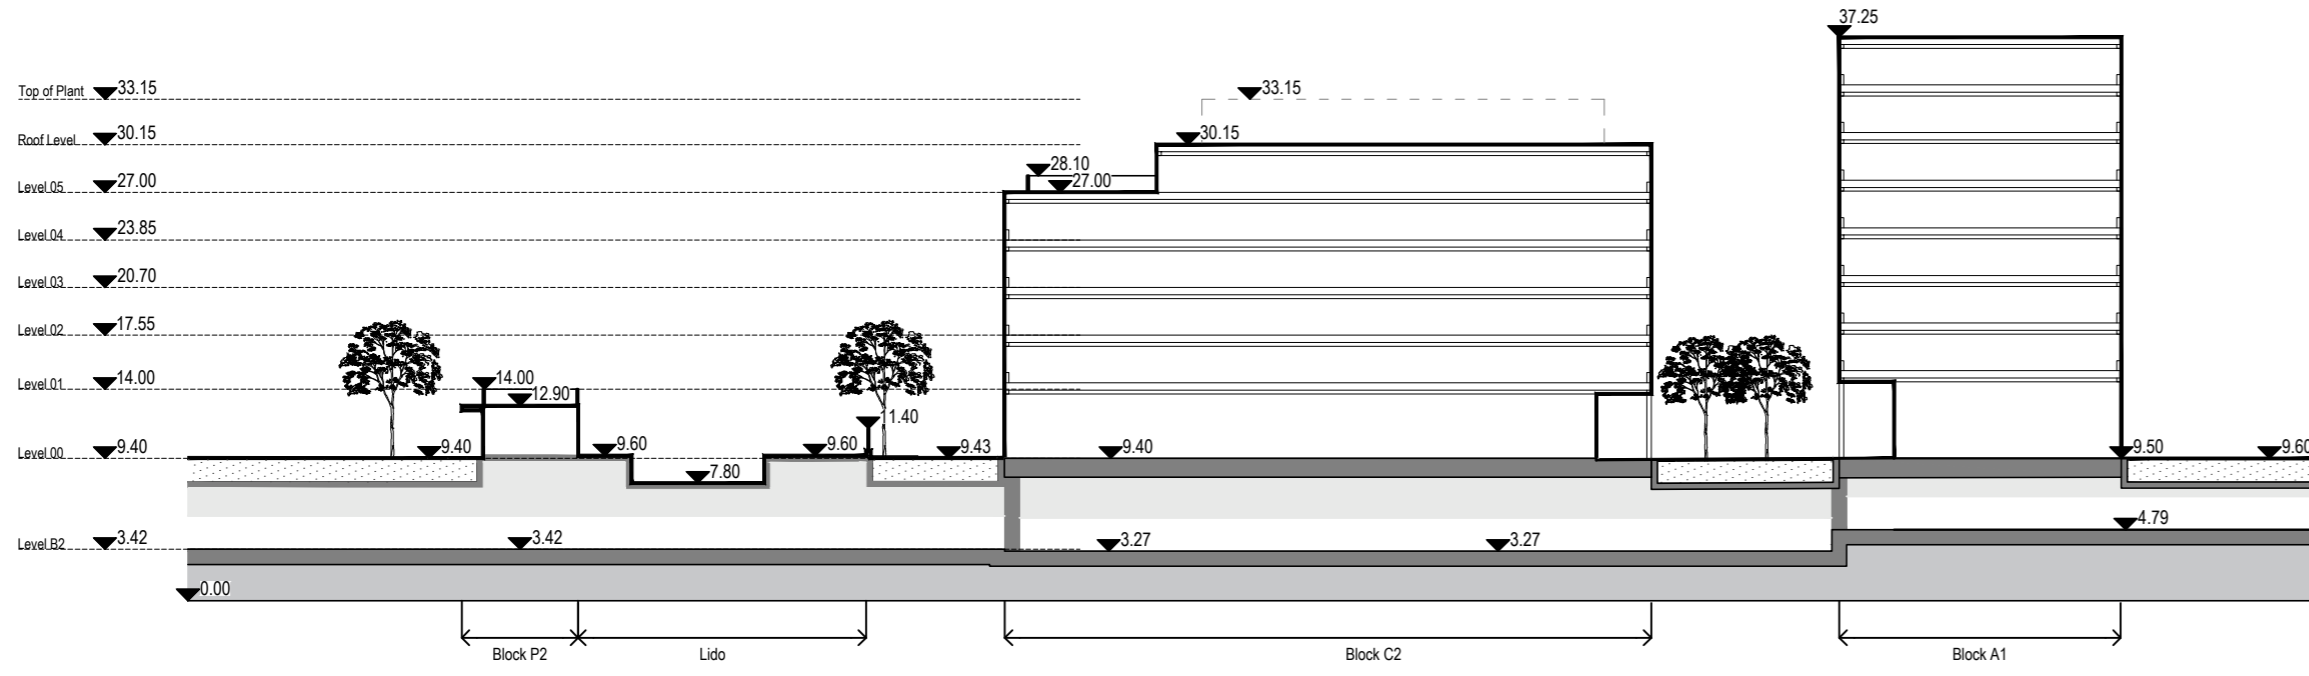 37.25
Top of Plant 33.15
33.15
Roof Level 30.15
30.15
28.10
Level 05 27.00
27.00
Level 04 23.85
Level 03 20.70
Level 02 17.55
Level 01 14.00
14.00
12.90
11.40
Level 00 9.40
9.40
9.60
7.80
9.60
9.43
9.40
9.50
9.60
4.79
Level B2 3.42
3.42
3.27
3.27
0.00
Block P2
Lido
Block C2
Block A1